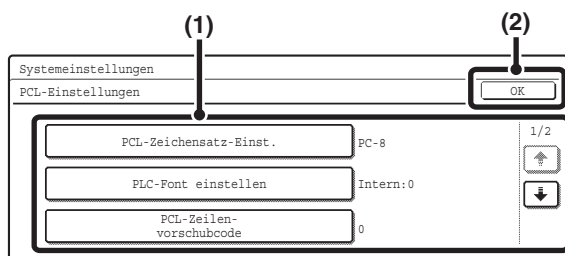 (1)
(2)
Systemeinstellungen
PCL-Einstellungen
OK
PCL-Zeichensatz-Einst.
PC-8
1/2
PLC-Font einstellen
Intern:0
PCL-Zeilen-
vorschubcode
0